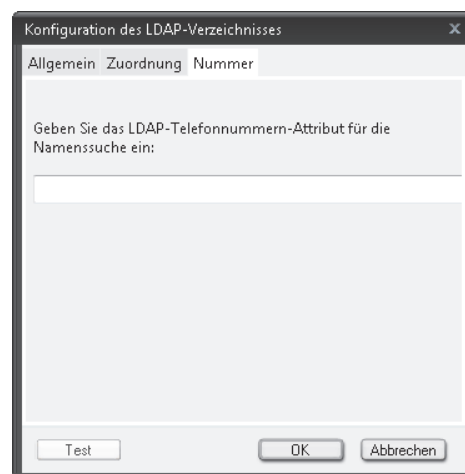 Konfiguration des LDAP-Verzeichnisses x
Allgemein Zuordnung Nummer
Geben Sie das LDAP-Telefonnummern-Attribut für die
Namenssuche ein:
Test OK Abbrechen